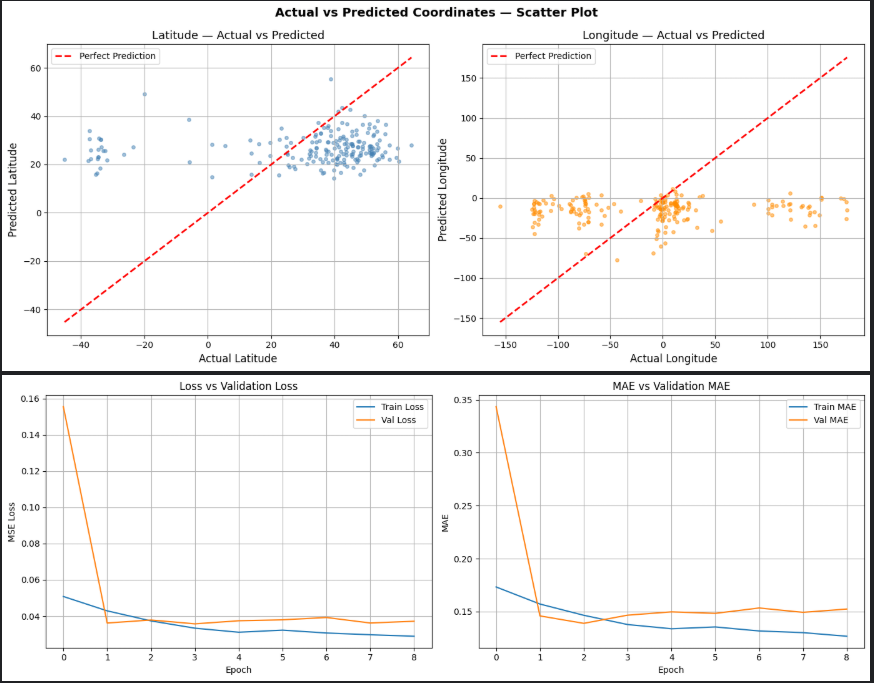 Actual vs Predicted Coordinates — Scatter Plot
Latitude — Actual vs Predicted
Perfect Prediction
60
40
20
0
−20
−40
Predicted Latitude
−40 −20 0 20 40 60
Actual Latitude
Longitude — Actual vs Predicted
Perfect Prediction
150
100
50
0
−50
−100
−150
Predicted Longitude
−150 −100 −50 0 50 100 150
Actual Longitude
Loss vs Validation Loss
Train Loss
Val Loss
0.16
0.14
0.12
0.10
0.08
0.06
0.04
MSE Loss
0 1 2 3 4 5 6 7 8
Epoch
MAE vs Validation MAE
Train MAE
Val MAE
0.35
0.30
0.25
0.20
0.15
MAE
0 1 2 3 4 5 6 7 8
Epoch